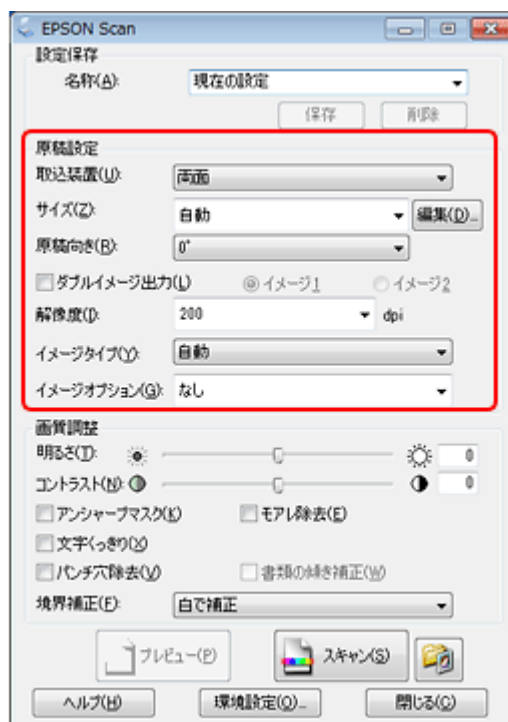 EPSON Scan
設定保存
名称(A): 現在の設定
保存 削除
原稿設定
取込装置(U): 両面
サイズ(Z): 自動 編集(D)...
原稿向き(R): 0°
ダブルイメージ出力(L) イメージ1 イメージ2
解像度(I): 200 dpi
イメージタイプ(Y): 自動
イメージオプション(G): なし
画質調整
明るさ(T): 0
コントラスト(N): 0
アンシャープマスク(K) モアレ除去(E)
文字くっきり(X)
パンチ穴除去(V) 書類の傾き補正(W)
境界補正(F): 白で補正
プレビュー(P) スキャン(S)
ヘルプ(H) 環境設定(O)... 閉じる(C)